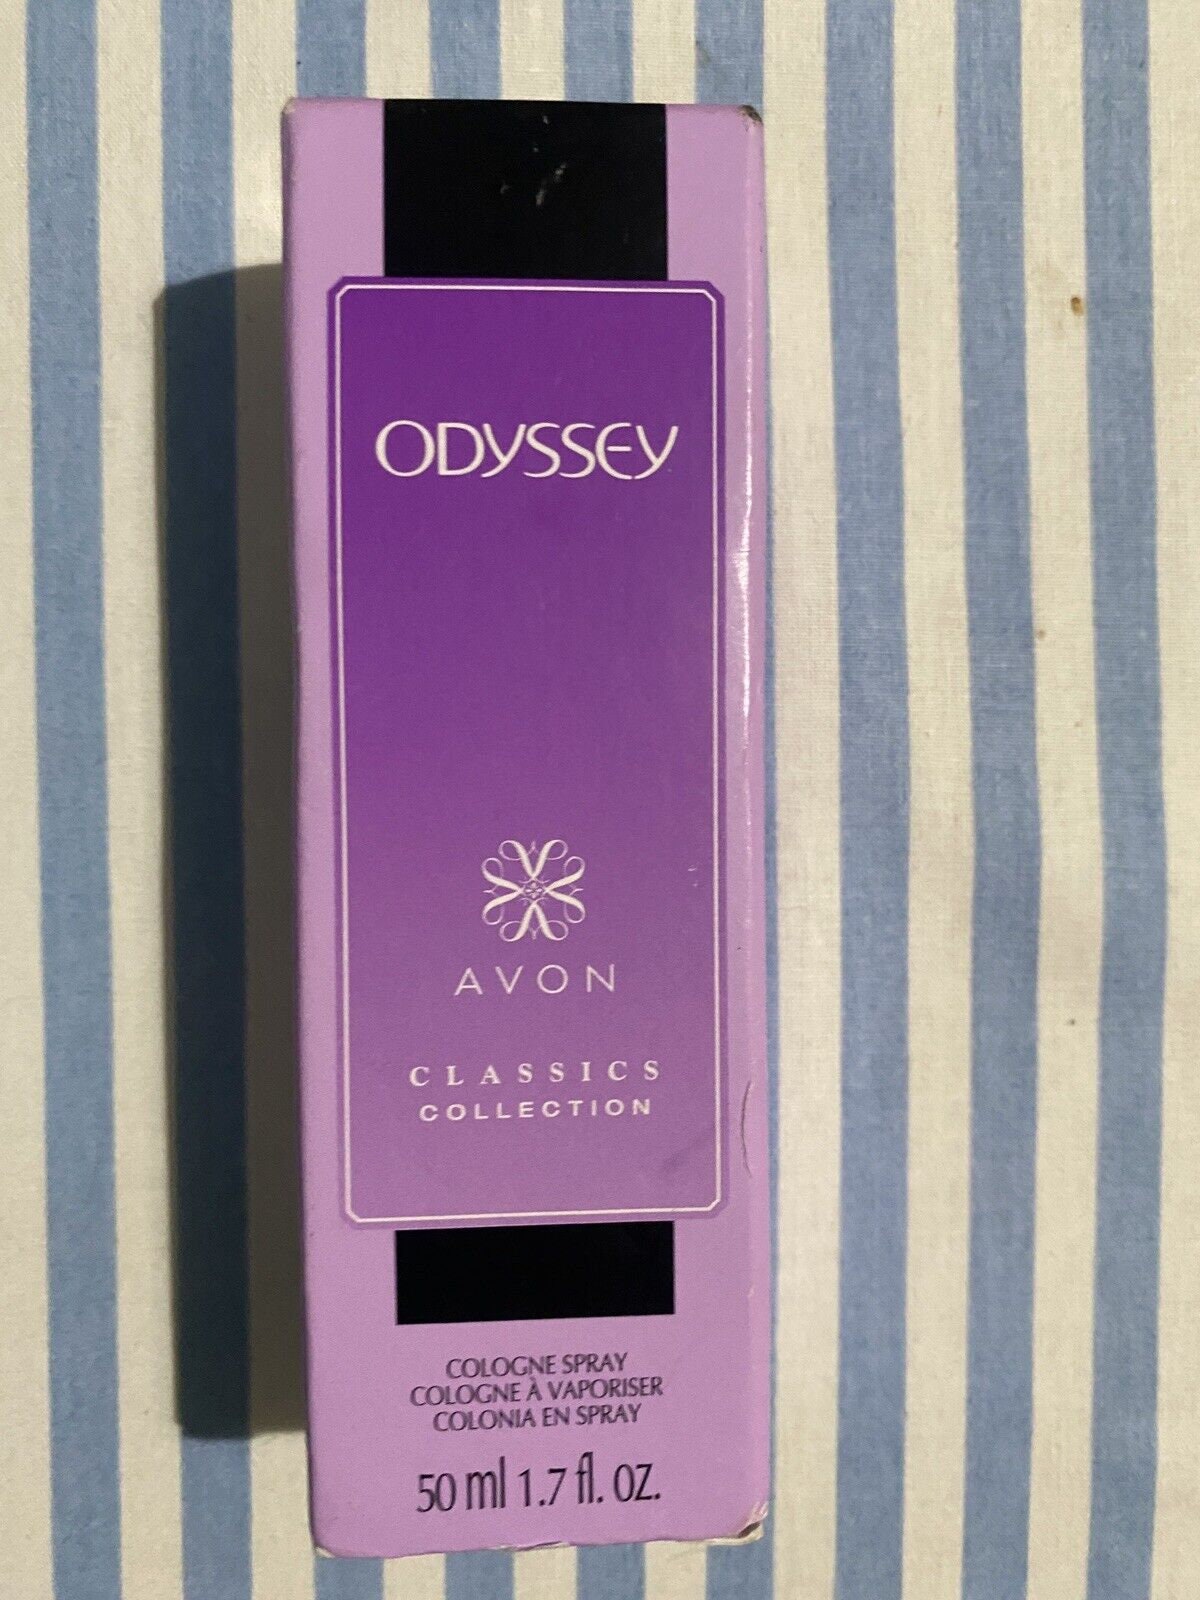 ODYSSEY
AVON
CLASSICS
COLLECTION
COLOGNE SPRAY
COLOGNE À VAPORISER
COLONIA EN SPRAY
50 ml 1.7 fl. oz.